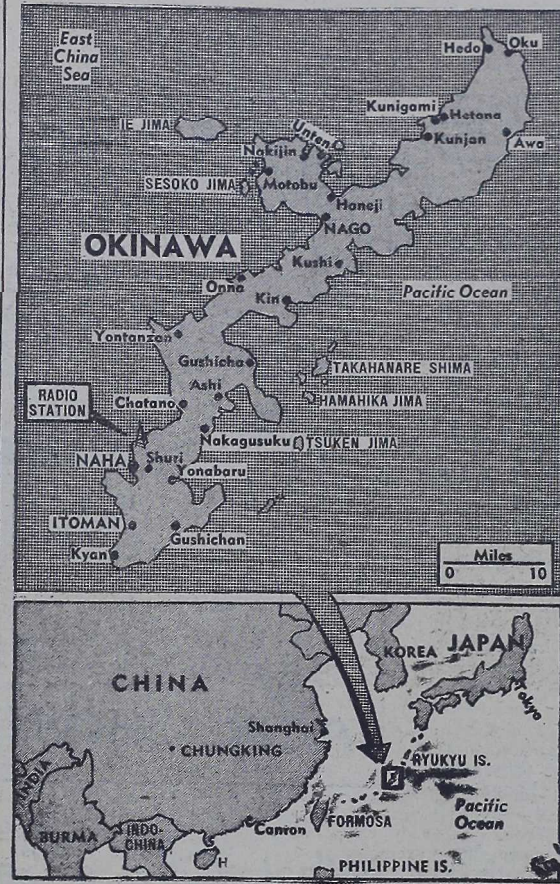 East
China
Sea
Hedo
Oku
Kunigami
Hetona
Kunjan
Awa
IE JIMA
Unten
Nakijin
Motobu
SESOKO JIMA
Haneji
NAGO
OKINAWA
Kushi
Onna
Kin
Pacific Ocean
Yontanzan
Gushicha
TAKAHANARE SHIMA
Ashi
HAMAHIKA JIMA
RADIO
STATION
Chatano
Nakagusuku
TSUKEN JIMA
NAHA
Shuri
Yonabaru
ITOMAN
Gushichan
Kyan
Miles
0 10
KOREA
JAPAN
CHINA
Tokyo
Shanghai
CHUNGKING
RYUKYU IS.
INDIA
Pacific
Ocean
BURMA
INDO-
CHINA
Canton
FORMOSA
H
PHILIPPINE IS.